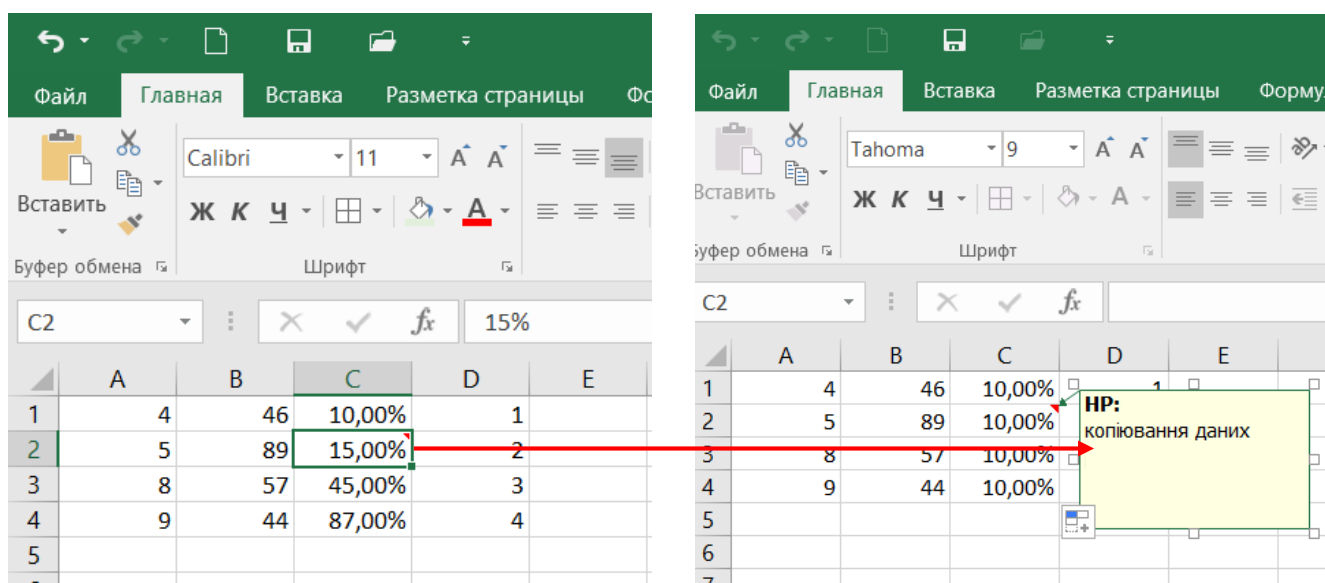 Файл Главная Вставка Разметка страницы Фо
Calibri 11
Вставить
Ж К Ч А
Буфер обмена Шрифт
C2 fx 15%
A B C D E
1 4 46 10,00% 1
2 5 89 15,00% 2
3 8 57 45,00% 3
4 9 44 87,00% 4
5
Файл Главная Вставка Разметка страницы Форму
Tahoma 9
Вставить
Ж К Ч А
Буфер обмена Шрифт
C2 fx
A B C D E
1 4 46 10,00% 1
2 5 89 10,00%
3 8 57 10,00%
4 9 44 10,00%
5
6
7
HP:
копіювання даних